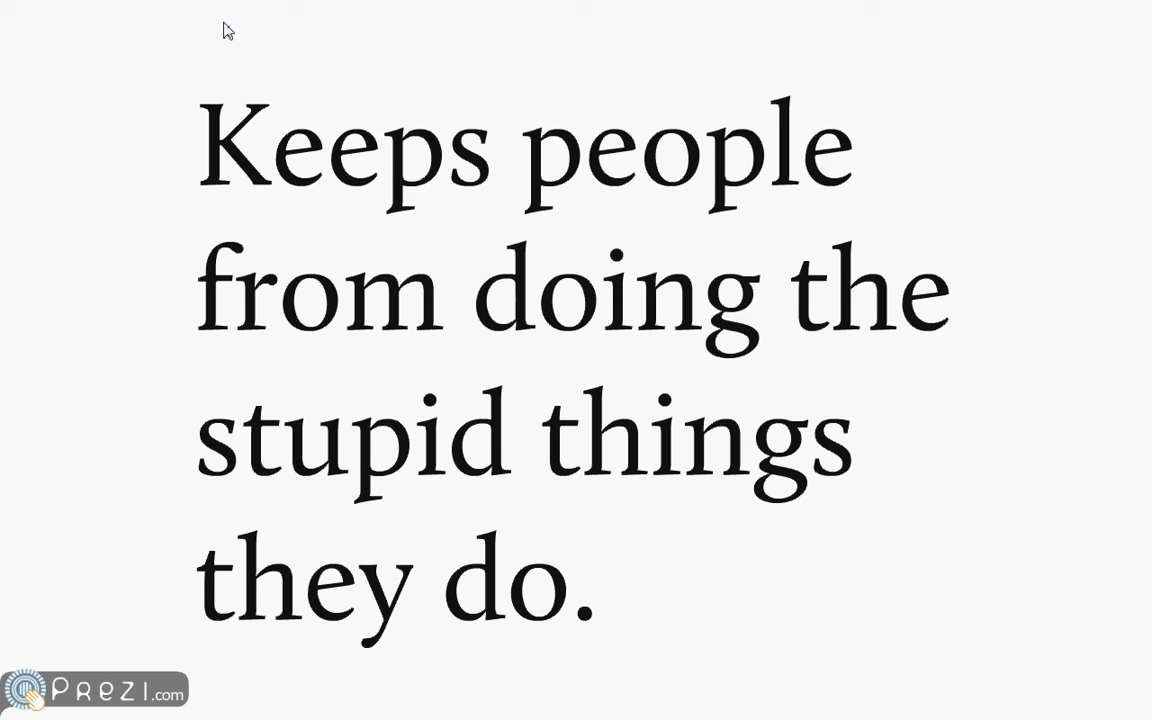 Keeps people
from doing the
stupid things
they do.
Prezi.com